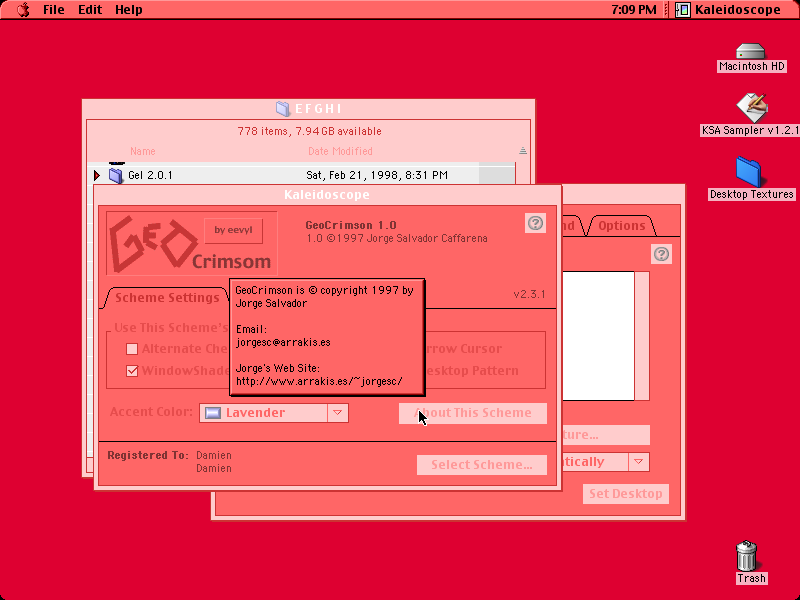 File Edit Help
7:09 PM
Kaleidoscope
Macintosh HD
KSA Sampler v1.2.1
Desktop Textures
Trash
EFGHI
778 items, 7.94 GB available
Name Date Modified
Gel 2.0.1 Sat, Feb 21, 1998, 8:31 PM
Kaleidoscope
GEO
by eevyl
Crimsom
GeoCrimson 1.0
1.0 ©1997 Jorge Salvador Caffarena
Scheme Settings
v2.3.1
GeoCrimson is © copyright 1997 by
Jorge Salvador
Email:
jorgesc@arrakis.es
Jorge's Web Site:
http://www.arrakis.es/~jorgesc/
Use This Scheme's
Alternate Che
rrow Cursor
WindowShade
esktop Pattern
Accent Color: Lavender
About This Scheme
Registered To: Damien
Damien
Select Scheme...
nd
Options
ture...
atically
Set Desktop